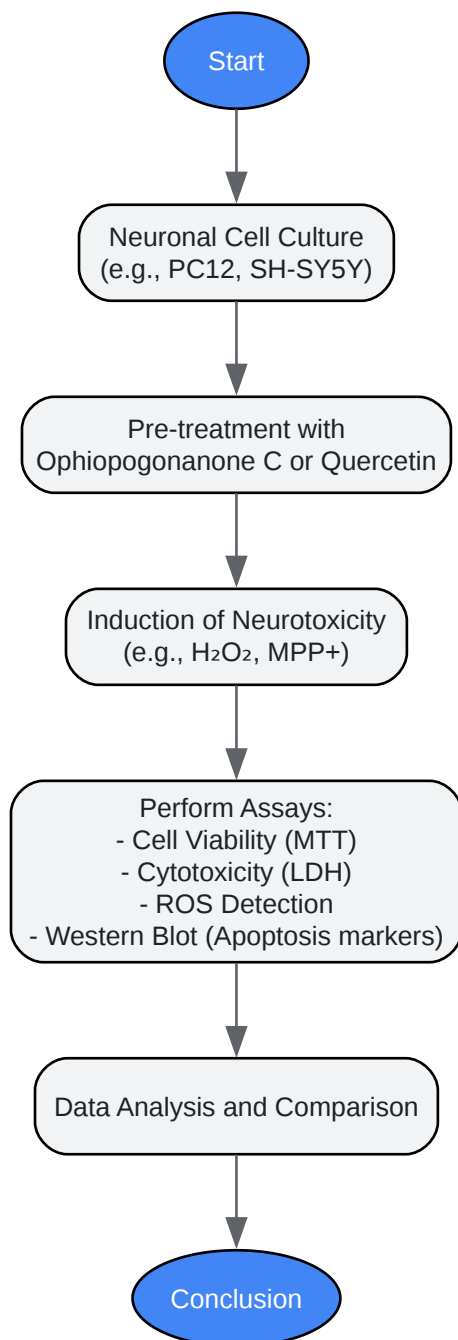 Start
Neuronal Cell Culture
(e.g., PC12, SH-SY5Y)
Pre-treatment with
Ophiopogonanone C or Quercetin
Induction of Neurotoxicity
(e.g., H₂O₂, MPP+)
Perform Assays:
- Cell Viability (MTT)
- Cytotoxicity (LDH)
- ROS Detection
- Western Blot (Apoptosis markers)
Data Analysis and Comparison
Conclusion